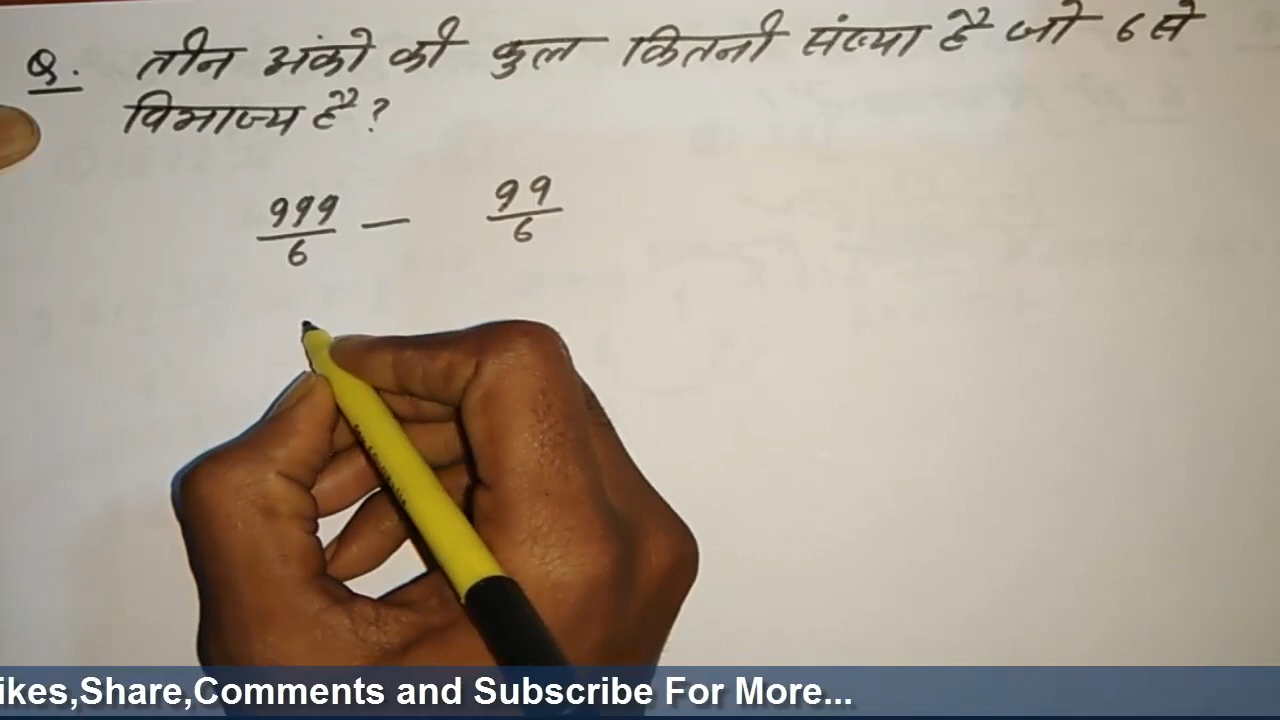 Q. तीन अंको की कुल कितनी संख्या है जो 6 से
विभाज्य है?
999/6 — 99/6
ikes,Share,Comments and Subscribe For More...